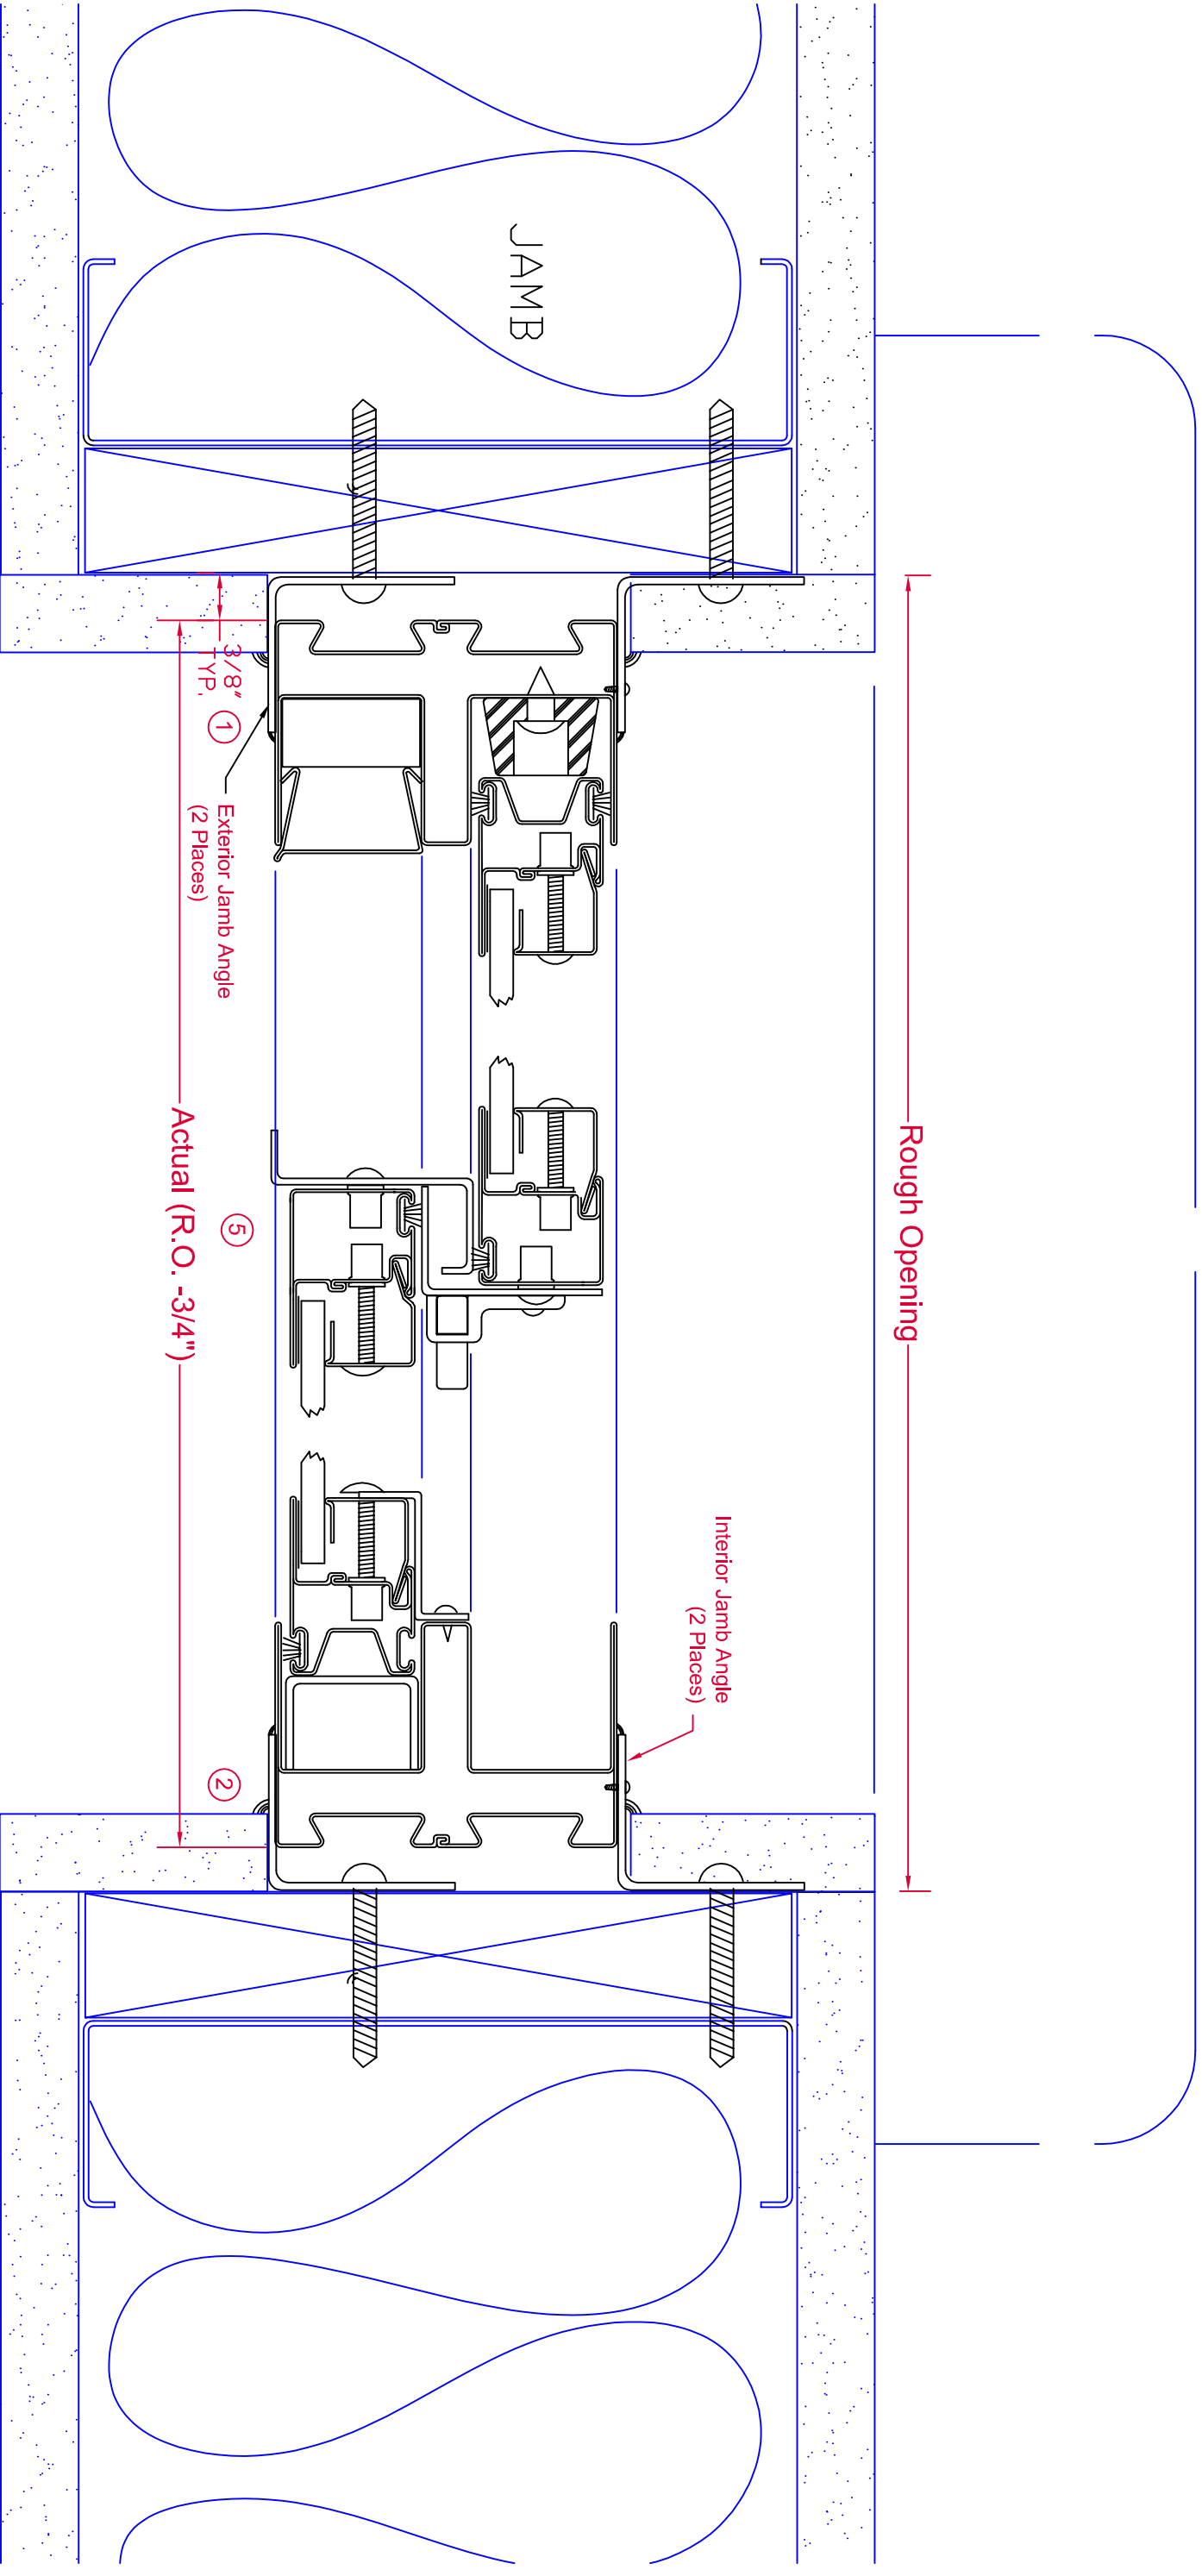 JAMB
Rough Opening
Interior Jamb Angle
(2 Places)
3/8"
TYP.
1
Exterior Jamb Angle
(2 Places)
5
2
Actual (R.O. -3/4")